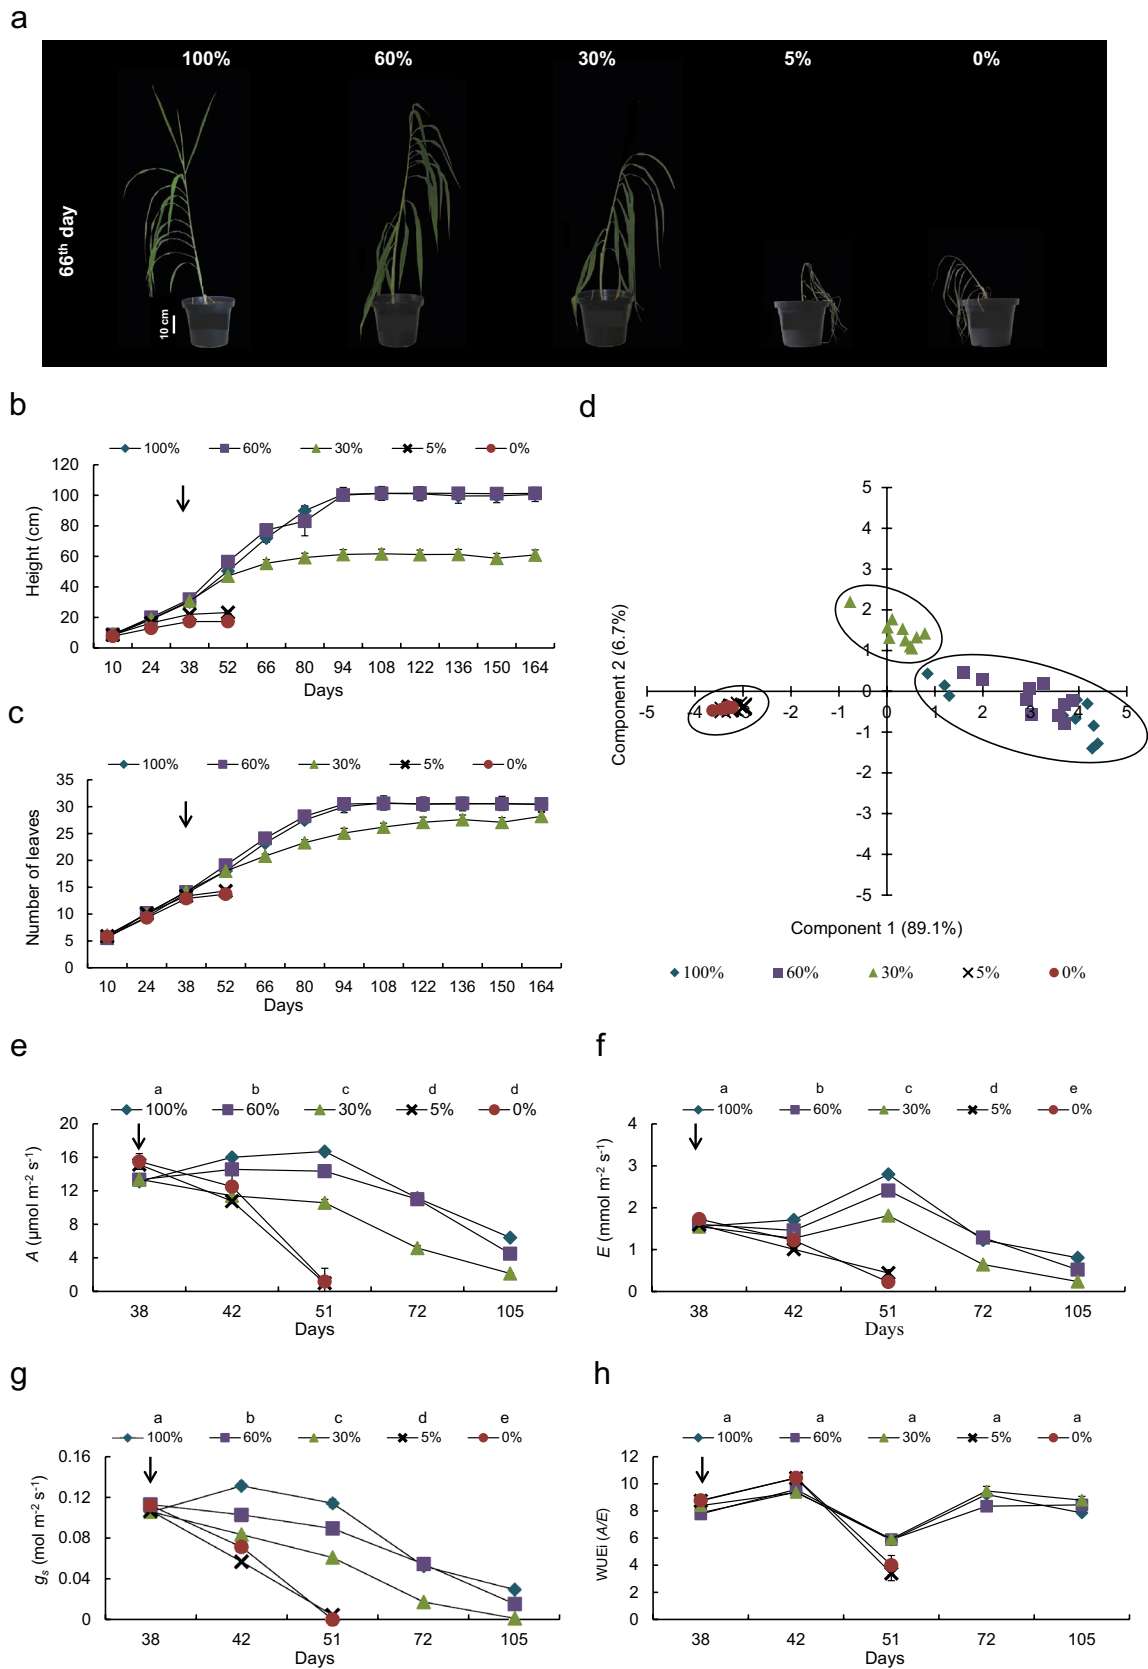 a
100% 60% 30% 5% 0%
66th day
10 cm
b
100% 60% 30% 5% 0%
Height (cm)
120
100
80
60
40
20
0
10 24 38 52 66 80 94 108 122 136 150 164
Days
c
100% 60% 30% 5% 0%
Number of leaves
35
30
25
20
15
10
5
0
10 24 38 52 66 80 94 108 122 136 150 164
Days
d
Component 2 (6.7%)
5
4
3
2
1
0
-1
-2
-3
-4
-5
-5 -4 -3 -2 -1 0 1 2 3 4 5
Component 1 (89.1%)
100% 60% 30% 5% 0%
e
a b c d d
100% 60% 30% 5% 0%
A (µmol m-2 s-1)
20
16
12
8
4
0
38 42 51 72 105
Days
f
a b c d e
100% 60% 30% 5% 0%
E (mmol m-2 s-1)
4
3
2
1
0
38 42 51 72 105
Days
g
a b c d e
100% 60% 30% 5% 0%
gs (mol m-2 s-1)
0.16
0.12
0.08
0.04
0
38 42 51 72 105
Days
h
a a a a a
100% 60% 30% 5% 0%
WUEi (A/E)
12
10
8
6
4
2
0
38 42 51 72 105
Days